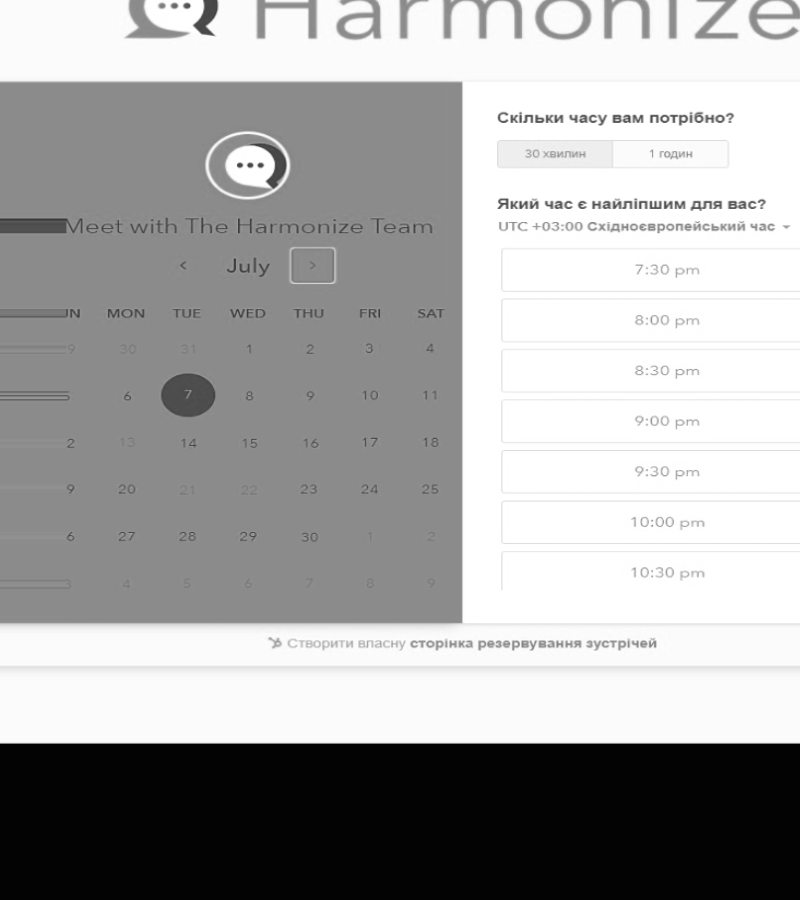 Harmonize
Meet with The Harmonize Team
< July >
UN MON TUE WED THU FRI SAT
9 30 31 1 2 3 4
6 7 8 9 10 11
2 13 14 15 16 17 18
9 20 21 22 23 24 25
6 27 28 29 30 1 2
3 4 5 6 7 8 9
Скільки часу вам потрібно?
30 хвилин 1 годин
Який час є найліпшим для вас?
UTC +03:00 Східноєвропейський час
7:30 pm
8:00 pm
8:30 pm
9:00 pm
9:30 pm
10:00 pm
10:30 pm
Створити власну сторінка резервування зустрічей